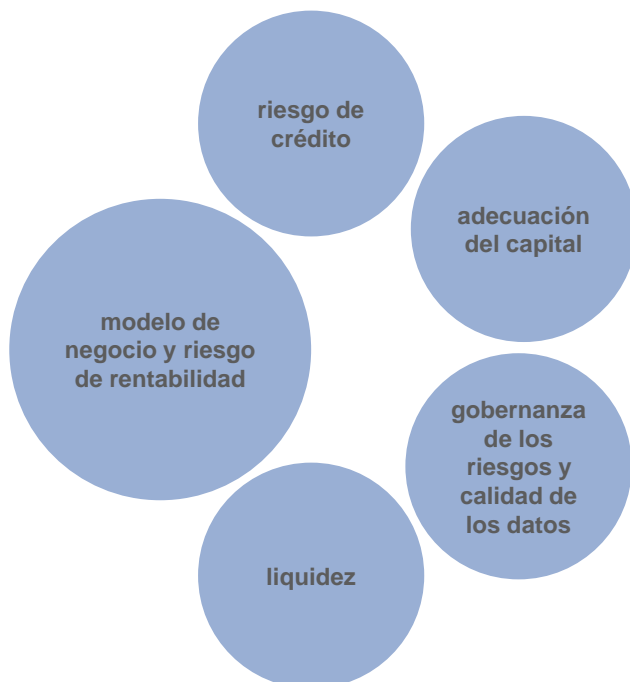 riesgo de
crédito
adecuación
del capital
modelo de
negocio y riesgo
de rentabilidad
gobernanza
de los
riesgos y
calidad de
los datos
liquidez